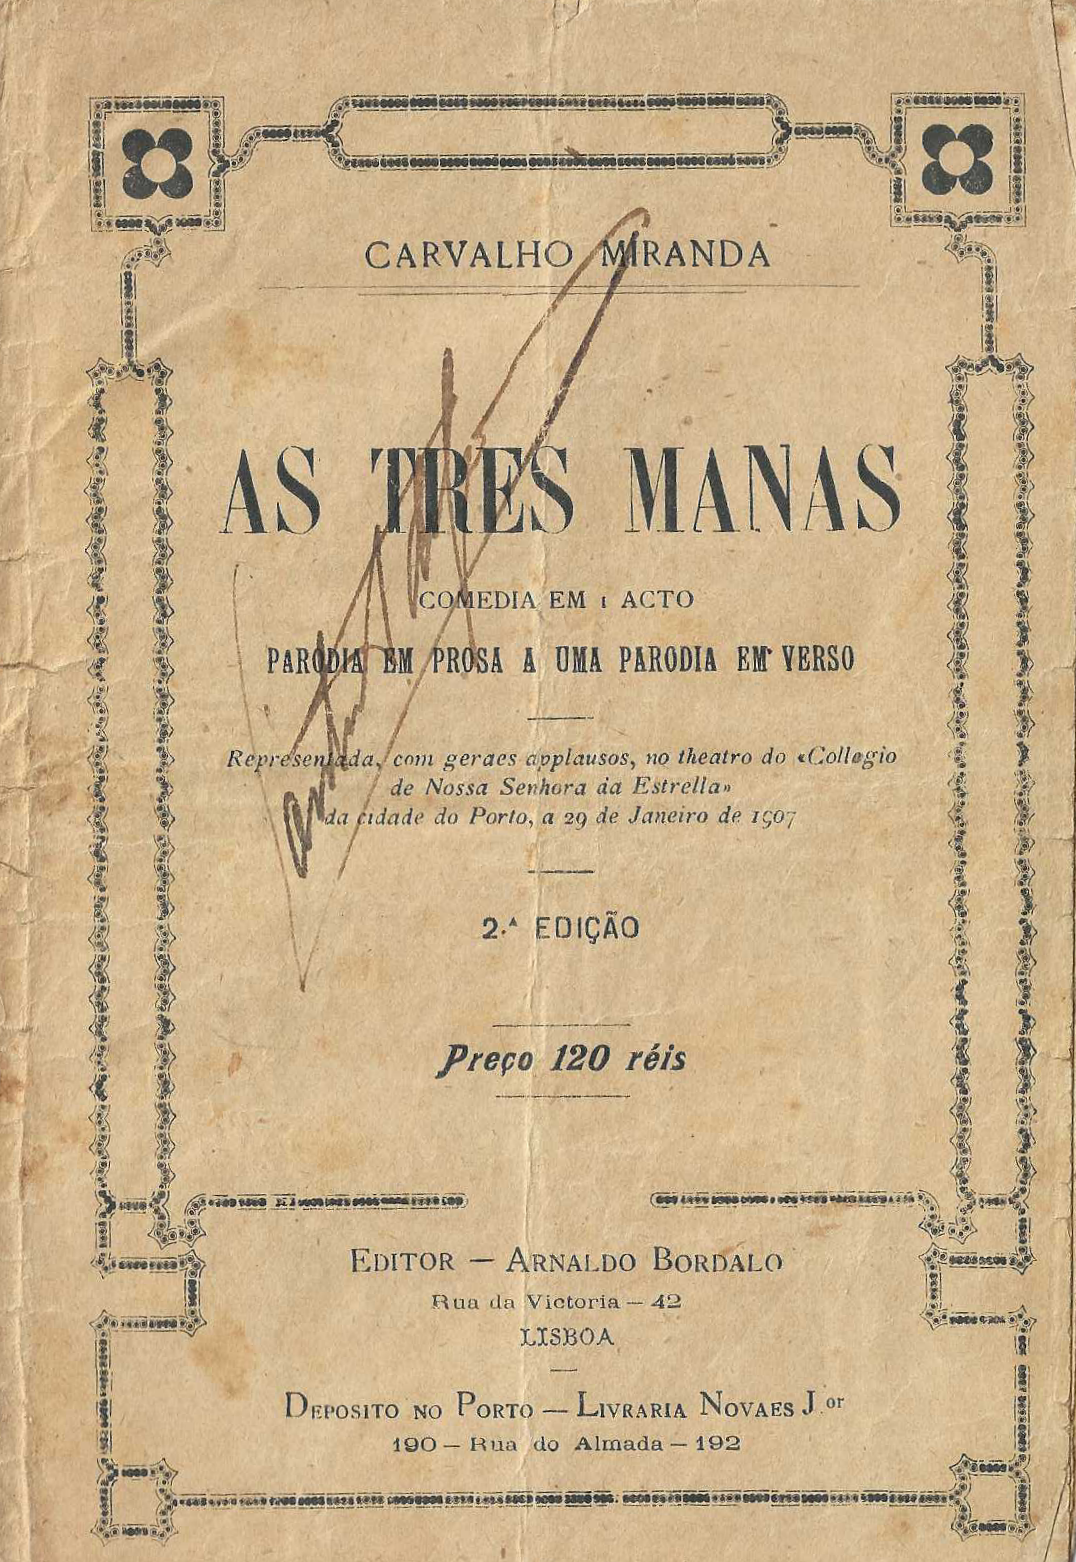 CARVALHO MIRANDA
AS TRES MANAS
COMEDIA EM 1 ACTO
PARODIA EM PROSA A UMA PARODIA EM VERSO
Representada, com geraes applausos, no theatro do «Collegio
de Nossa Senhora da Estrella»
da cidade do Porto, a 29 de Janeiro de 1907
2.ª EDIÇÃO
Preço 120 réis
EDITOR — ARNALDO BORDALO
Rua da Victoria — 42
LISBOA
DEPOSITO NO PORTO — LIVRARIA NOVAES J.or
190 — Rua do Almada — 192